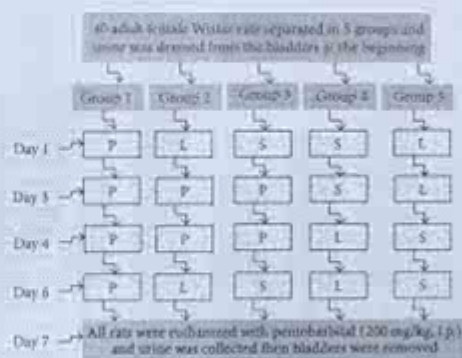 40 adult female Wistar rats separated in 5 groups and
urine was drained from the bladders at the beginning
Group 1 Group 2 Group 3 Group 4 Group 5
Day 1 P L S S L
Day 3 P P P S L
Day 4 P P P L S
Day 6 P L S L S
Day 7 All rats were euthanized with pentobarbital (200 mg/kg, i.p.)
and urine was collected then bladders were removed